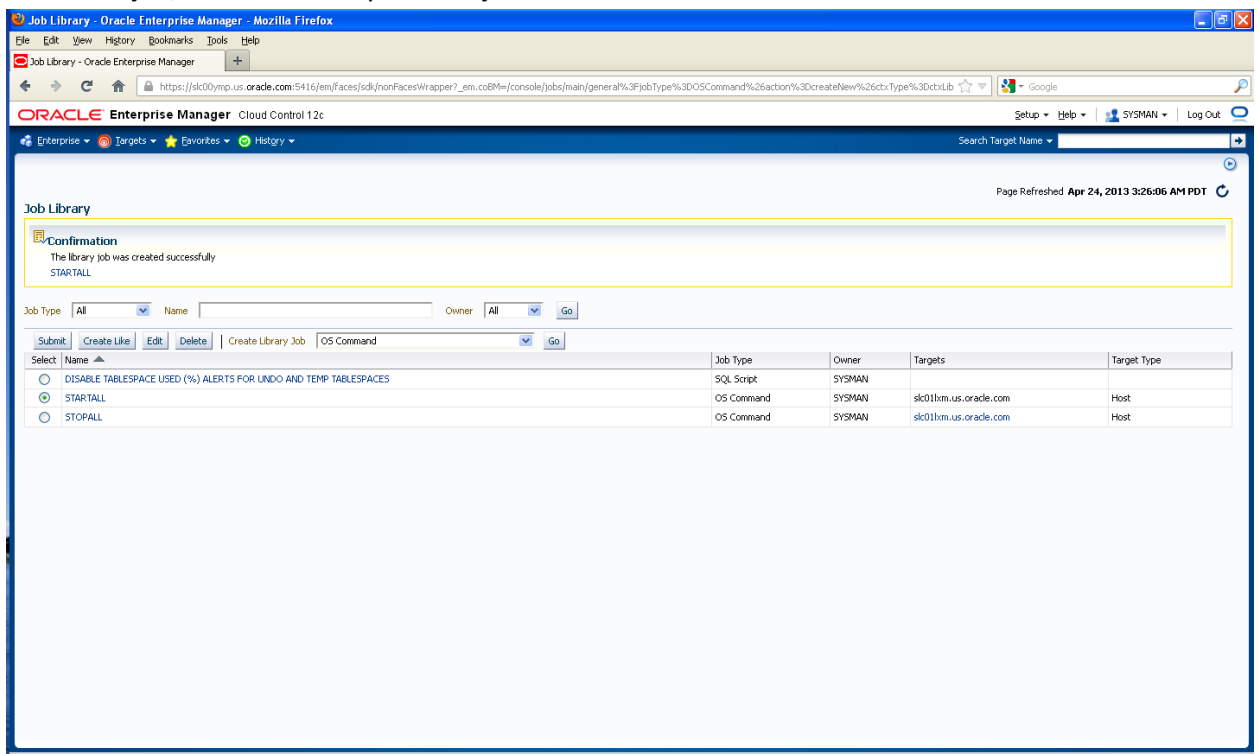 Job Library - Oracle Enterprise Manager - Mozilla Firefox
File Edit View History Bookmarks Tools Help
Job Library - Oracle Enterprise Manager +
https://slc00ymp.us.oracle.com:5416/em/faces/sdk/nonFacesWrapper?_em.coBM=/console/jobs/main/general%3FjobType%3DOSCommand%26action%3DcreateNew%26ctxType%3DctxLib Google
ORACLE Enterprise Manager Cloud Control 12c Setup Help SYSMAN Log Out
Enterprise Targets Favorites History Search Target Name
Page Refreshed Apr 24, 2013 3:26:06 AM PDT
Job Library
Confirmation
The library job was created successfully
STARTALL
Job Type All Name Owner All Go
Submit Create Like Edit Delete Create Library Job OS Command Go
Select Name Job Type Owner Targets Target Type
DISABLE TABLESPACE USED (%) ALERTS FOR UNDO AND TEMP TABLESPACES SQL Script SYSMAN
STARTALL OS Command SYSMAN slc01lxm.us.oracle.com Host
STOPALL OS Command SYSMAN slc01lxm.us.oracle.com Host